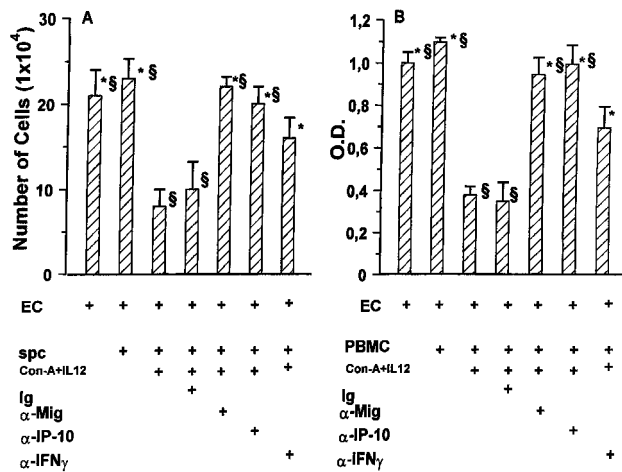 A
Number of Cells (1x10⁴)
30
20
10
0
*§
*§
§
§
*§
*§
*
EC + + + + + + +
spc + + + + + +
Con-A+IL12 + + + + +
Ig +
α-Mig +
α-IP-10 +
α-IFNγ +
B
O.D.
1,2
1,0
0,8
0,6
0,4
0,2
0
*§
*§
§
§
*§
*§
*
EC + + + + + + +
PBMC + + + + + +
Con-A+IL12 + + + + +
Ig +
α-Mig +
α-IP-10 +
α-IFNγ +